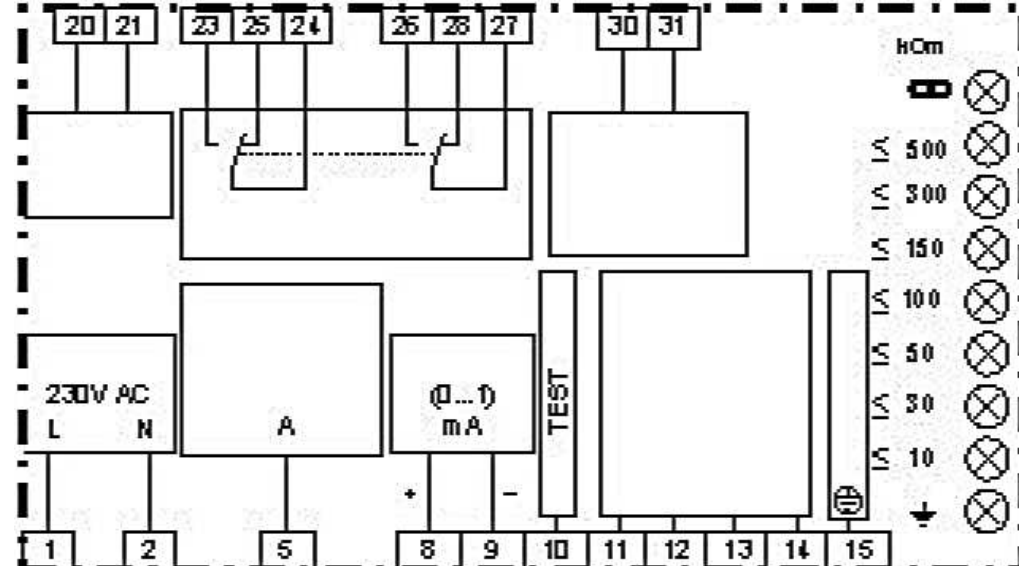 20 21 23 25 24 26 28 27 30 31
kOm
≤ 500
≤ 300
≤ 150
≤ 100
≤ 50
≤ 30
≤ 10
230V AC
L N
A
(0...1)
mA
+ -
TEST
1 2 5 8 9 10 11 12 13 14 15